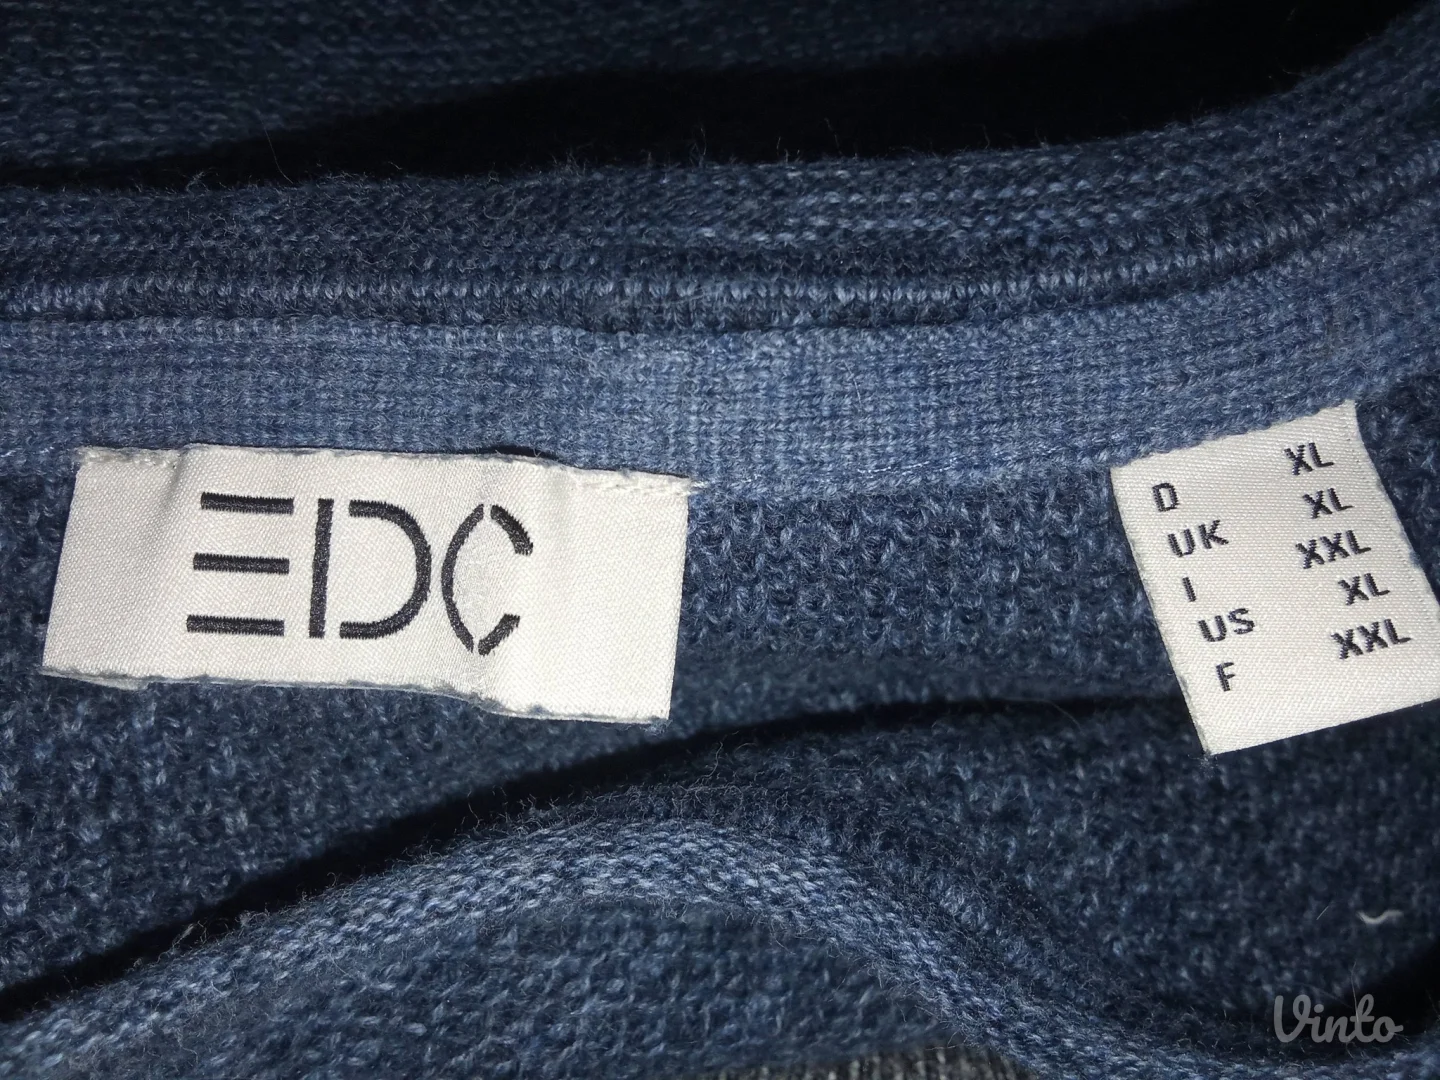 EDC
D XL
UK XL
I XXL
US XL
F XXL
Vinto